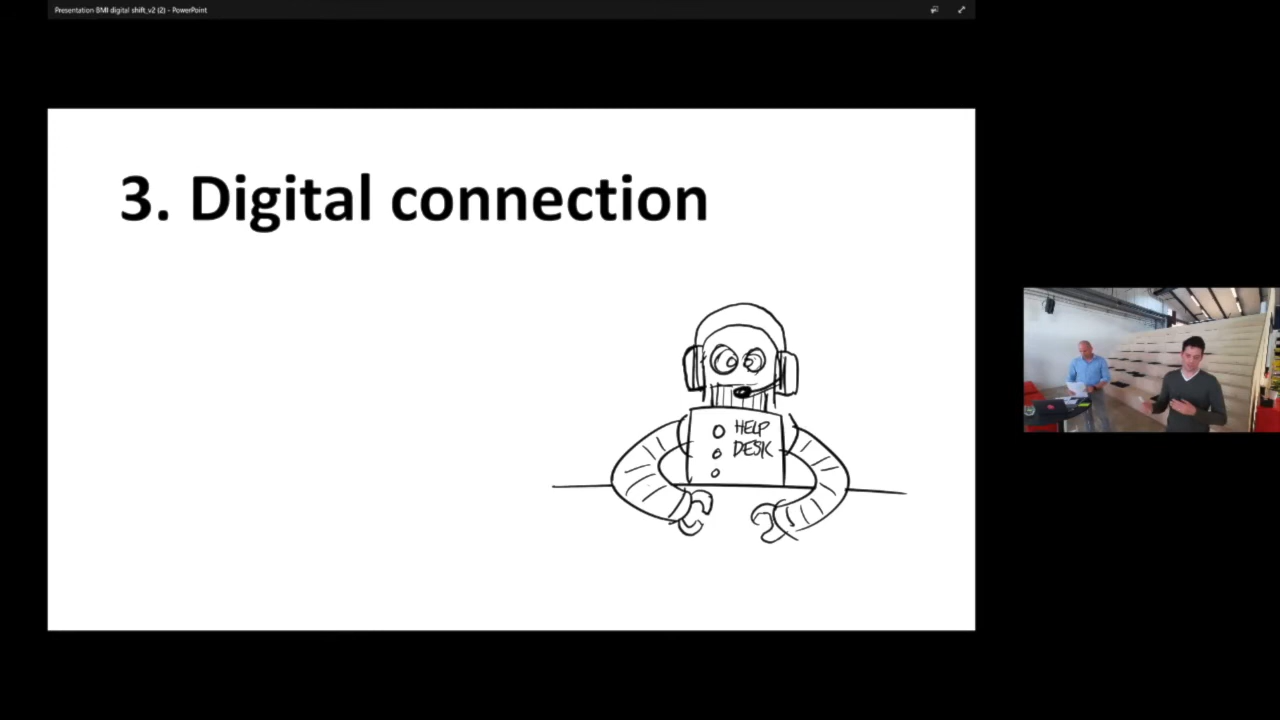 Presentation BMI digital shift_v2 (2) - PowerPoint
3. Digital connection
HELP
DESK